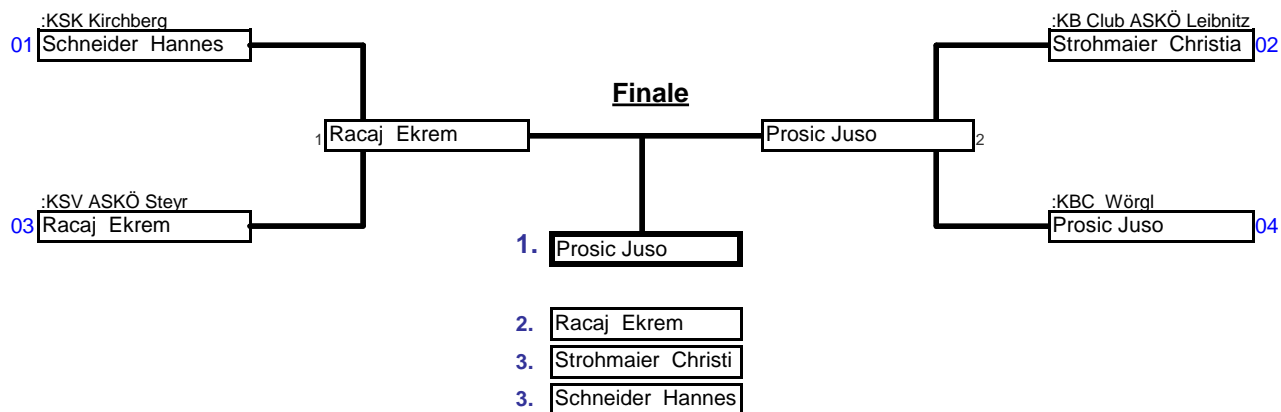 :KSK Kirchberg
01 Schneider Hannes
:KB Club ASKÖ Leibnitz
Strohmaier Christia 02
Finale
1 Racaj Ekrem
Prosic Juso 2
:KSV ASKÖ Steyr
03 Racaj Ekrem
:KBC Wörgl
Prosic Juso 04
1. Prosic Juso
2. Racaj Ekrem
3. Strohmaier Christi
3. Schneider Hannes